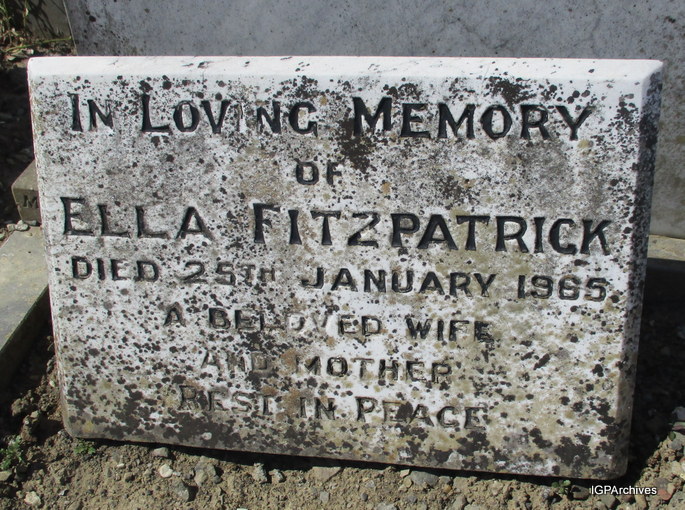 IN LOVING MEMORY
OF
ELLA FITZPATRICK
DIED 25TH JANUARY 1965
A BELOVED WIFE
AND MOTHER
REST IN PEACE
IGPArchives